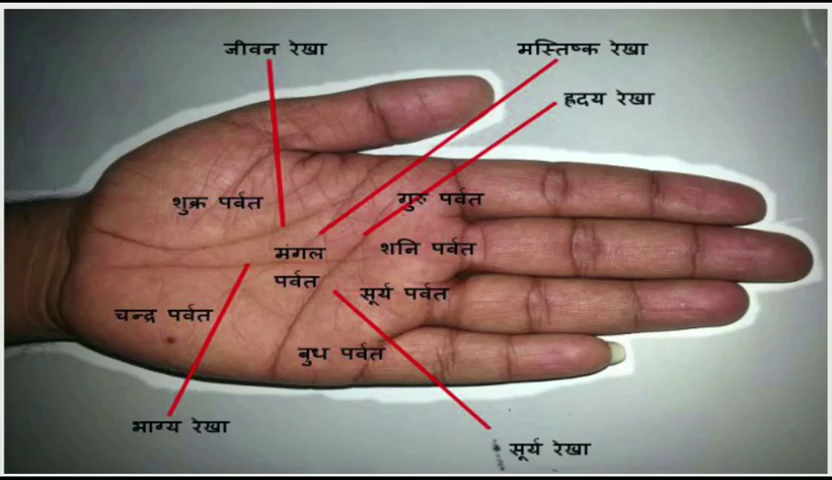 जीवन रेखा
मस्तिष्क रेखा
ह्रदय रेखा
शुक्र पर्वत
गुरु पर्वत
मंगल
पर्वत
शनि पर्वत
सूर्य पर्वत
चन्द्र पर्वत
बुध पर्वत
भाग्य रेखा
सूर्य रेखा